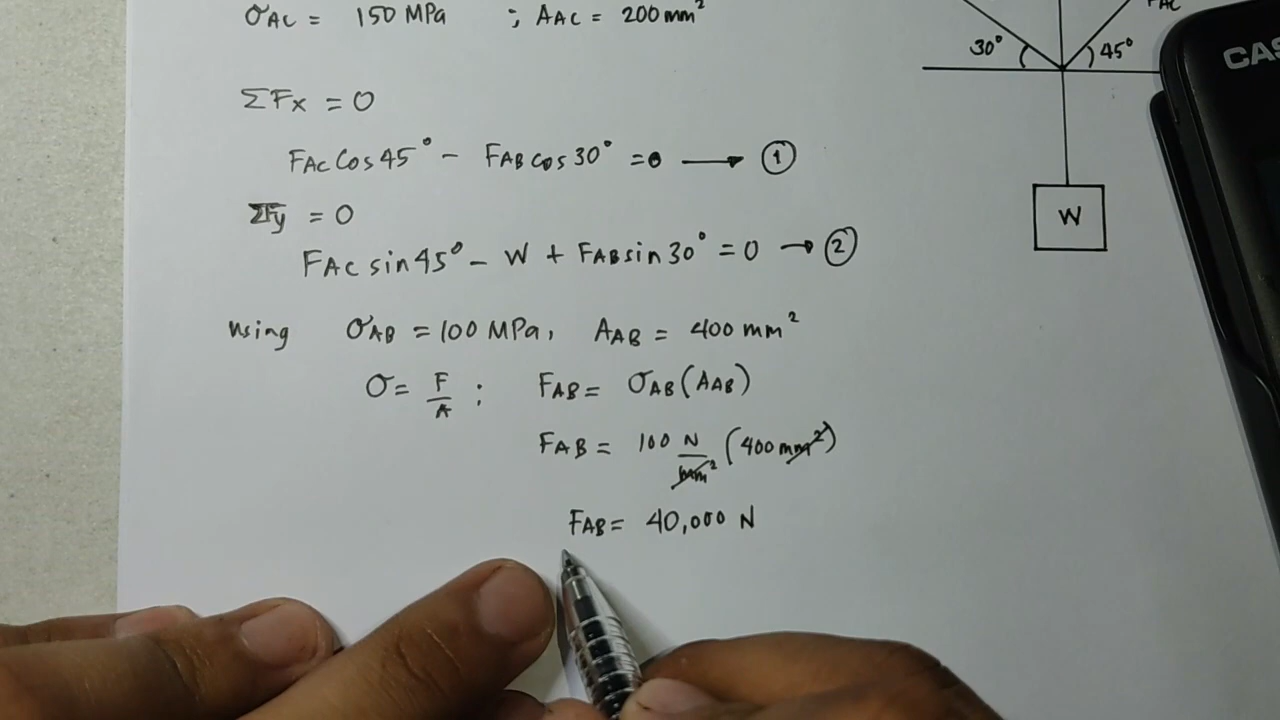 σAC = 150 MPa ; AAC = 200 mm²
FAC
30° 45°
CAS
ΣFx = 0
FAC Cos 45° - FAB cos 30° = 0 → ①
ΣFy = 0
FAC sin 45° - W + FAB sin 30° = 0 → ②
W
using σAB = 100 MPa, AAB = 400 mm²
σ = F/A ; FAB = σAB (AAB)
FAB = 100 N/mm² (400 mm²)
FAB = 40,000 N